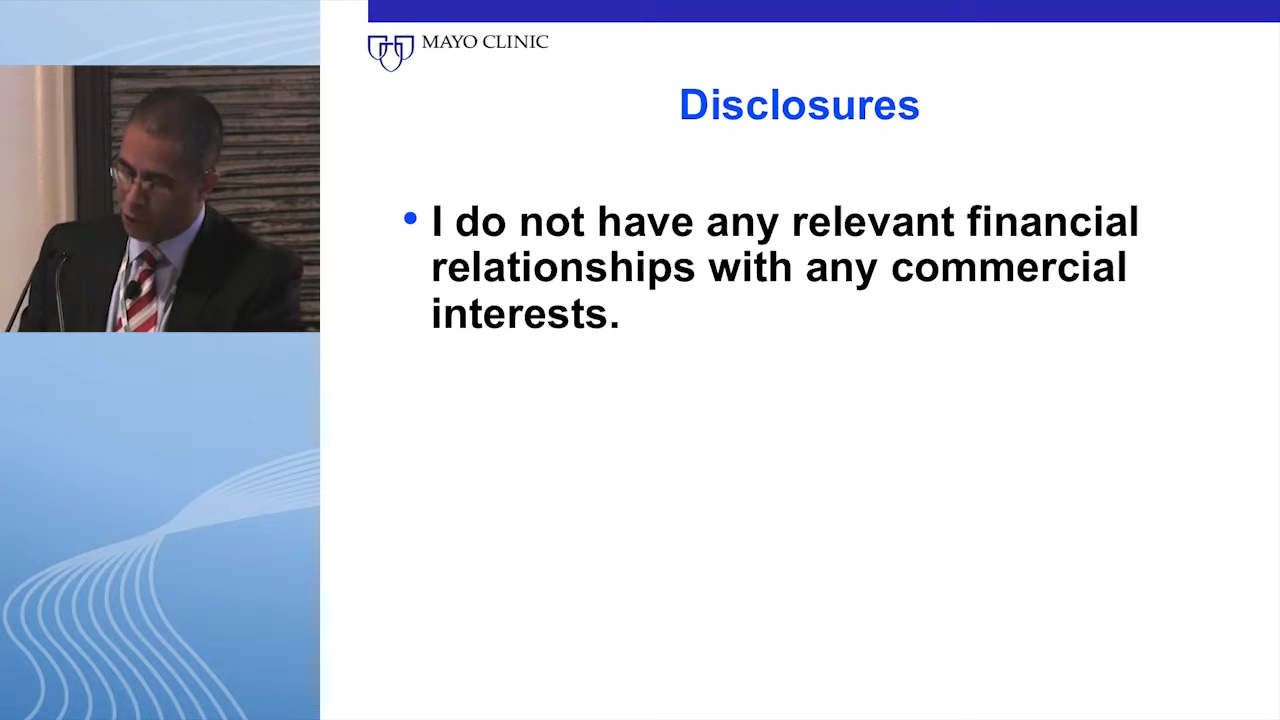 MAYO CLINIC
Disclosures
• I do not have any relevant financial
relationships with any commercial
interests.